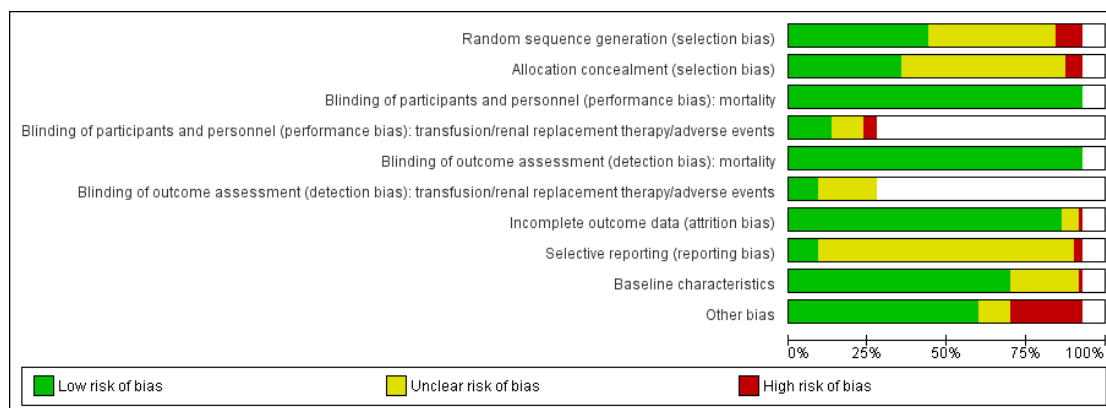 Random sequence generation (selection bias)
Allocation concealment (selection bias)
Blinding of participants and personnel (performance bias): mortality
Blinding of participants and personnel (performance bias): transfusion/renal replacement therapy/adverse events
Blinding of outcome assessment (detection bias): mortality
Blinding of outcome assessment (detection bias): transfusion/renal replacement therapy/adverse events
Incomplete outcome data (attrition bias)
Selective reporting (reporting bias)
Baseline characteristics
Other bias
0% 25% 50% 75% 100%
Low risk of bias Unclear risk of bias High risk of bias